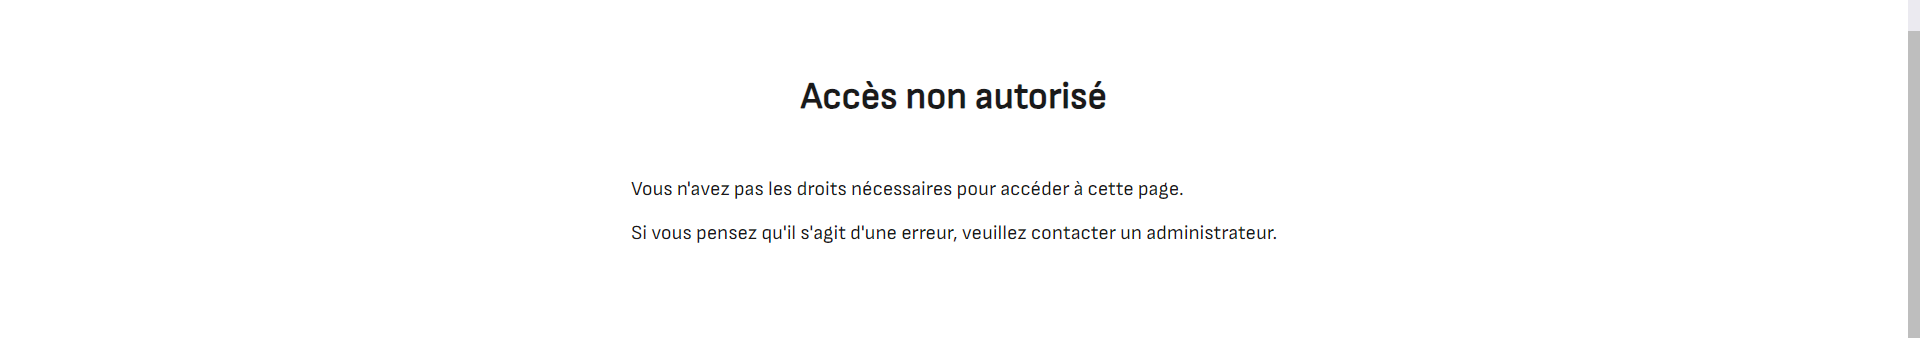 Accès non autorisé
Vous n'avez pas les droits nécessaires pour accéder à cette page.
Si vous pensez qu'il s'agit d'une erreur, veuillez contacter un administrateur.